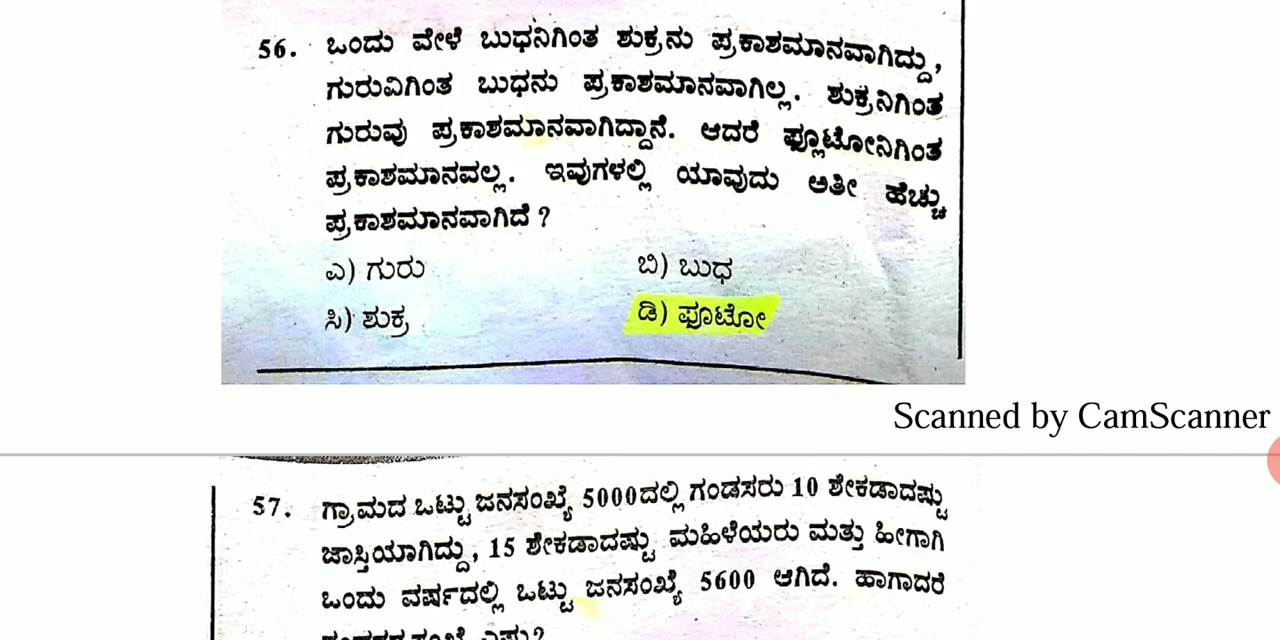 56. ಒಂದು ವೇಳೆ ಬುಧನಿಗಿಂತ ಶುಕ್ರನು ಪ್ರಕಾಶಮಾನವಾಗಿದ್ದು,
ಗುರುವಿಗಿಂತ ಬುಧನು ಪ್ರಕಾಶಮಾನವಾಗಿಲ್ಲ. ಶುಕ್ರನಿಗಿಂತ
ಗುರುವು ಪ್ರಕಾಶಮಾನವಾಗಿದ್ದಾನೆ. ಆದರೆ ಫ್ಲೂಟೋನಿಗಿಂತ
ಪ್ರಕಾಶಮಾನವಲ್ಲ. ಇವುಗಳಲ್ಲಿ ಯಾವುದು ಅತೀ ಹೆಚ್ಚು
ಪ್ರಕಾಶಮಾನವಾಗಿದೆ ?
ಎ) ಗುರು ಬಿ) ಬುಧ
ಸಿ) ಶುಕ್ರ ಡಿ) ಫೂಟೋ
Scanned by CamScanner
57. ಗ್ರಾಮದ ಒಟ್ಟು ಜನಸಂಖ್ಯೆ 5000ದಲ್ಲಿ ಗಂಡಸರು 10 ಶೇಕಡಾದಷ್ಟು
ಜಾಸ್ತಿಯಾಗಿದ್ದು, 15 ಶೇಕಡಾದಷ್ಟು ಮಹಿಳೆಯರು ಮತ್ತು ಹೀಗಾಗಿ
ಒಂದು ವರ್ಷದಲ್ಲಿ ಒಟ್ಟು ಜನಸಂಖ್ಯೆ 5600 ಆಗಿದೆ. ಹಾಗಾದರೆ